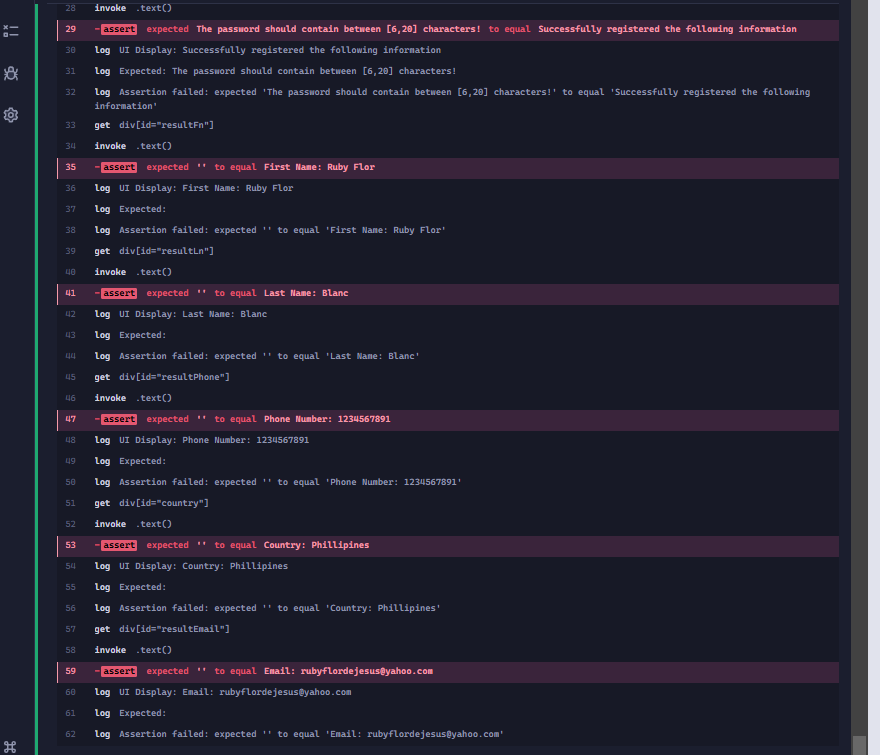 28 invoke .text()
29 -assert expected The password should contain between [6,20] characters! to equal Successfully registered the following information
30 log UI Display: Successfully registered the following information
31 log Expected: The password should contain between [6,20] characters!
32 log Assertion failed: expected 'The password should contain between [6,20] characters!' to equal 'Successfully registered the following
information'
33 get div[id="resultFn"]
34 invoke .text()
35 -assert expected '' to equal First Name: Ruby Flor
36 log UI Display: First Name: Ruby Flor
37 log Expected:
38 log Assertion failed: expected '' to equal 'First Name: Ruby Flor'
39 get div[id="resultLn"]
40 invoke .text()
41 -assert expected '' to equal Last Name: Blanc
42 log UI Display: Last Name: Blanc
43 log Expected:
44 log Assertion failed: expected '' to equal 'Last Name: Blanc'
45 get div[id="resultPhone"]
46 invoke .text()
47 -assert expected '' to equal Phone Number: 1234567891
48 log UI Display: Phone Number: 1234567891
49 log Expected:
50 log Assertion failed: expected '' to equal 'Phone Number: 1234567891'
51 get div[id="country"]
52 invoke .text()
53 -assert expected '' to equal Country: Phillipines
54 log UI Display: Country: Phillipines
55 log Expected:
56 log Assertion failed: expected '' to equal 'Country: Phillipines'
57 get div[id="resultEmail"]
58 invoke .text()
59 -assert expected '' to equal Email: rubyflordejesus@yahoo.com
60 log UI Display: Email: rubyflordejesus@yahoo.com
61 log Expected:
62 log Assertion failed: expected '' to equal 'Email: rubyflordejesus@yahoo.com'